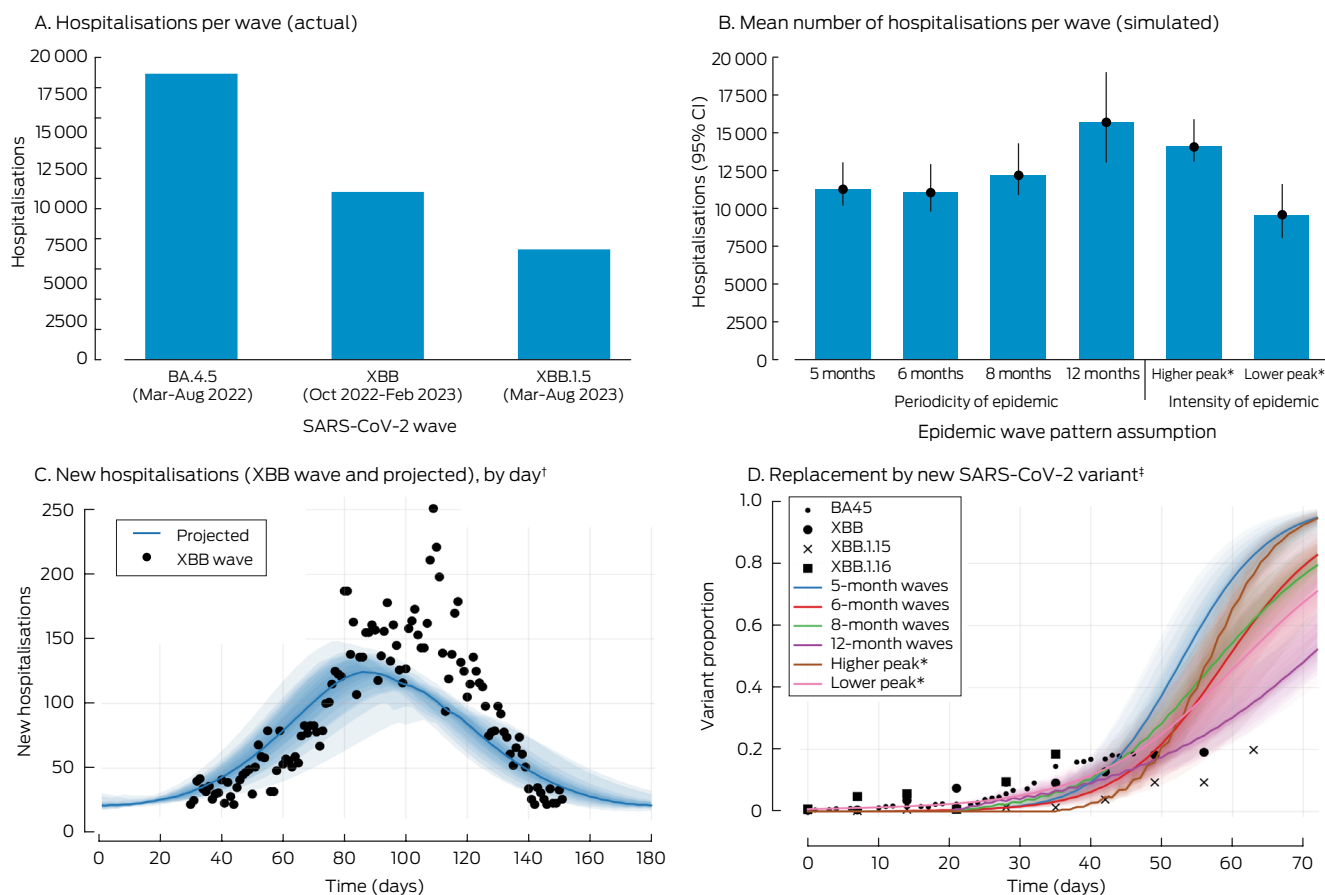 A. Hospitalisations per wave (actual)
Hospitalisations
17 500
15 000
12 500
10 000
7500
5000
2500
0
BA.4.5 XBB XBB.1.5
(Mar-Aug 2022) (Oct 2022-Feb 2023) (Mar-Aug 2023)
SARS-CoV-2 wave
B. Mean number of hospitalisations per wave (simulated)
Hospitalisations (95% CI)
17 500
15 000
12 500
10 000
7500
5000
2500
0
5 months 6 months 8 months 12 months Higher peak* Lower peak*
Periodicity of epidemic Intensity of epidemic
Epidemic wave pattern assumption
C. New hospitalisations (XBB wave and projected), by day†
New hospitalisations
250
200
150
100
50
0
Projected
XBB wave
0 20 40 60 80 100 120 140 160 180
Time (days)
D. Replacement by new SARS-CoV-2 variant‡
Variant proportion
1.0
0.8
0.6
0.4
0.2
0
BA45
XBB
XBB.1.15
XBB.1.16
5-month waves
6-month waves
8-month waves
12-month waves
Higher peak*
Lower peak*
0 10 20 30 40 50 60 70
Time (days)